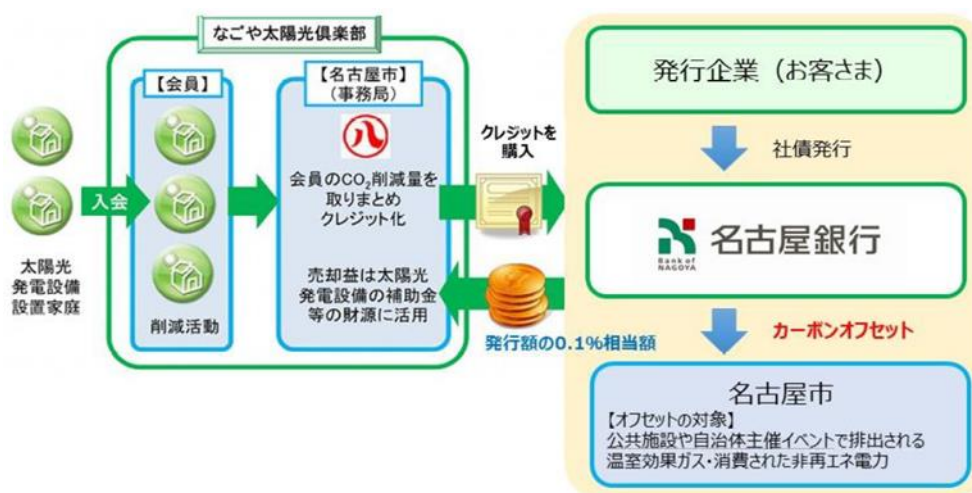 なごや太陽光倶楽部
【会員】
【名古屋市】
（事務局）
八
会員のCO₂削減量を
取りまとめ
クレジット化
売却益は太陽光
発電設備の補助金
等の財源に活用
入会
太陽光
発電設備
設置家庭
削減活動
クレジットを
購入
発行額の0.1%相当額
発行企業（お客さま）
社債発行
Bank of
NAGOYA
名古屋銀行
カーボンオフセット
名古屋市
【オフセットの対象】
公共施設や自治体主催イベントで排出される
温室効果ガス・消費された非再エネ電力